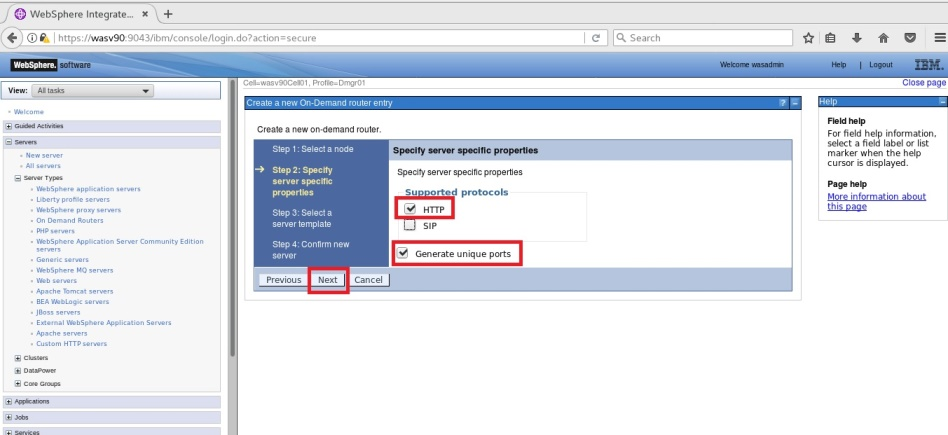 WebSphere Integrate...
https://wasv90:9043/ibm/console/login.do?action=secure
Search
WebSphere. software
Welcome wasadmin
Help | Logout
IBM.
View: All tasks
Cell=wasv90Cell01, Profile=Dmgr01
Close page
Welcome
Guided Activities
Servers
New server
All servers
Server Types
WebSphere application servers
Liberty profile servers
WebSphere proxy servers
On Demand Routers
PHP servers
WebSphere Application Server Community Edition
servers
Generic servers
WebSphere MQ servers
Web servers
Apache Tomcat servers
BEA WebLogic servers
JBoss servers
External WebSphere Application Servers
Apache servers
Custom HTTP servers
Clusters
DataPower
Core Groups
Applications
Jobs
Services
Create a new On-Demand router entry
?
Create a new on-demand router.
Step 1: Select a node
Step 2: Specify
server specific
properties
Step 3: Select a
server template
Step 4: Confirm new
server
Specify server specific properties
Specify server specific properties
Supported protocols
HTTP
SIP
Generate unique ports
Previous
Next
Cancel
Help
Field help
For field help information,
select a field label or list
marker when the help
cursor is displayed.
Page help
More information about
this page